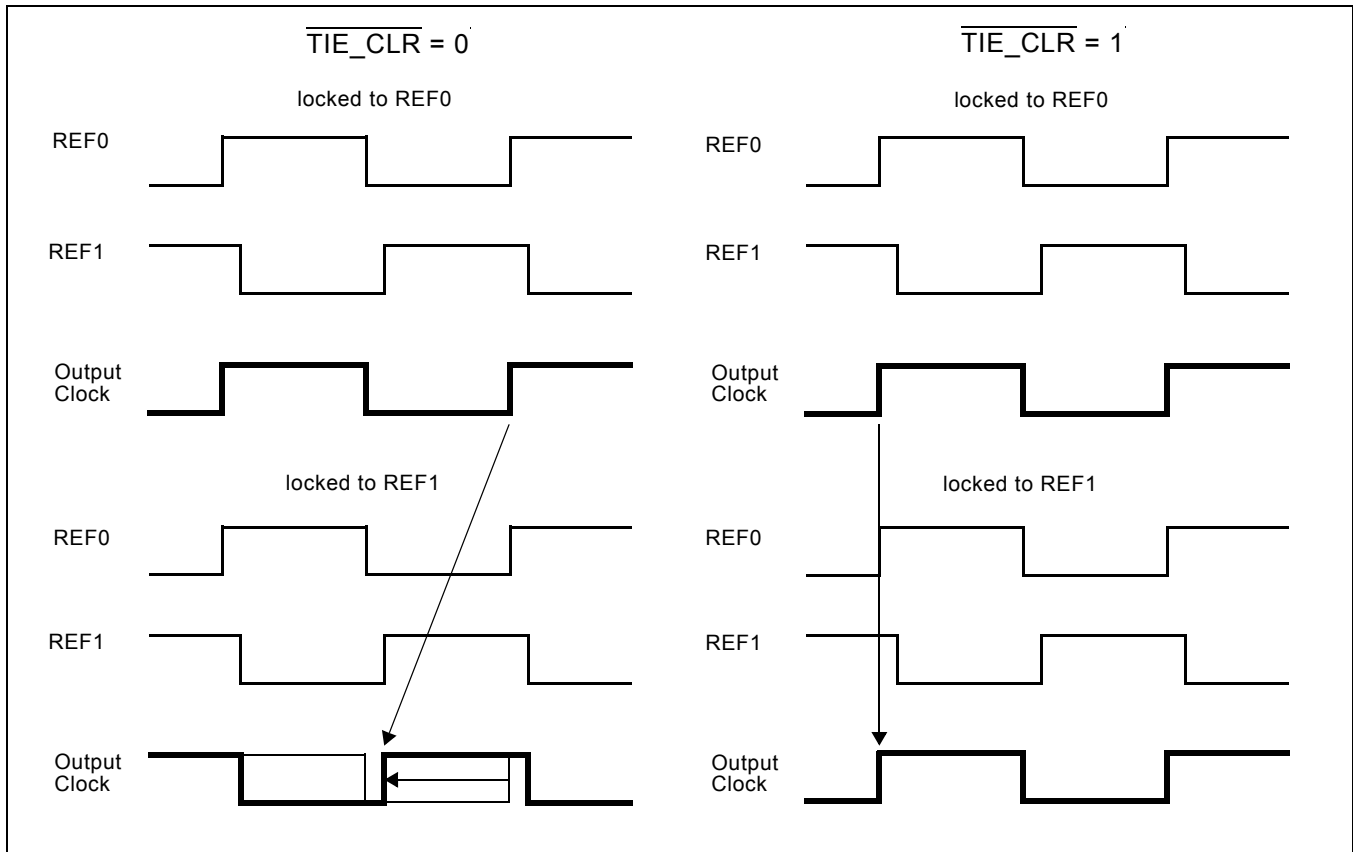 TIE_CLR = 0
locked to REF0
REF0
REF1
Output
Clock
locked to REF1
REF0
REF1
Output
Clock
TIE_CLR = 1
locked to REF0
REF0
REF1
Output
Clock
locked to REF1
REF0
REF1
Output
Clock